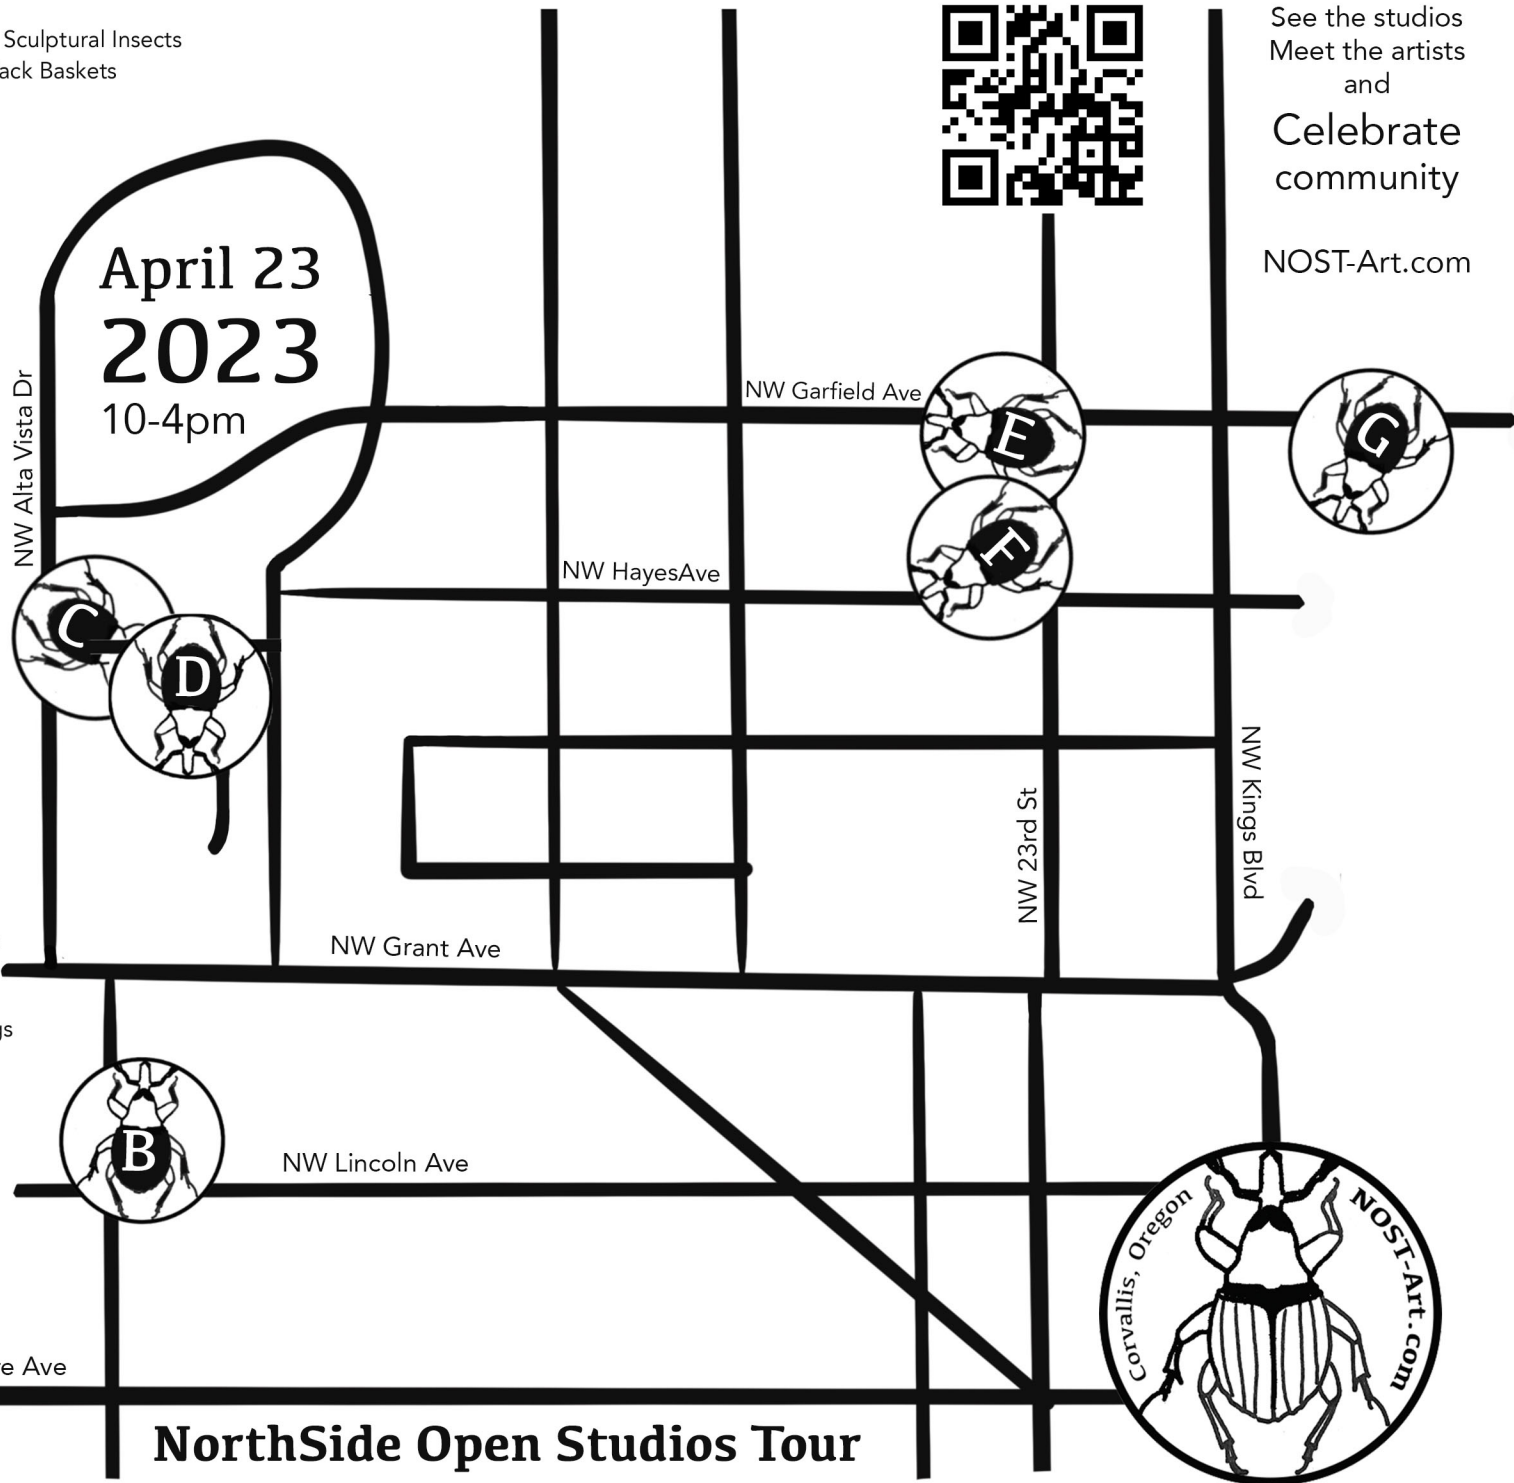 Sculptural Insects
ack Baskets
See the studios
Meet the artists
and
Celebrate
community
NOST-Art.com
April 23
2023
10-4pm
NW Alta Vista Dr
NW Garfield Ave
E
G
F
NW HayesAve
C
D
NW Kings Blvd
NW 23rd St
NW Grant Ave
gs
B
NW Lincoln Ave
Corvallis, Oregon
NOST-Art.com
e Ave
NorthSide Open Studios Tour